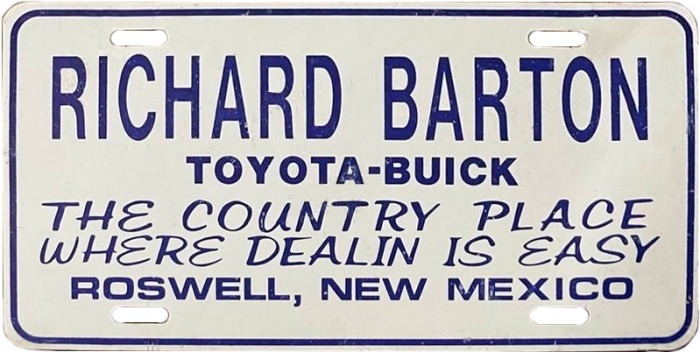 RICHARD BARTON
TOYOTA-BUICK
THE COUNTRY PLACE
WHERE DEALIN IS EASY
ROSWELL, NEW MEXICO